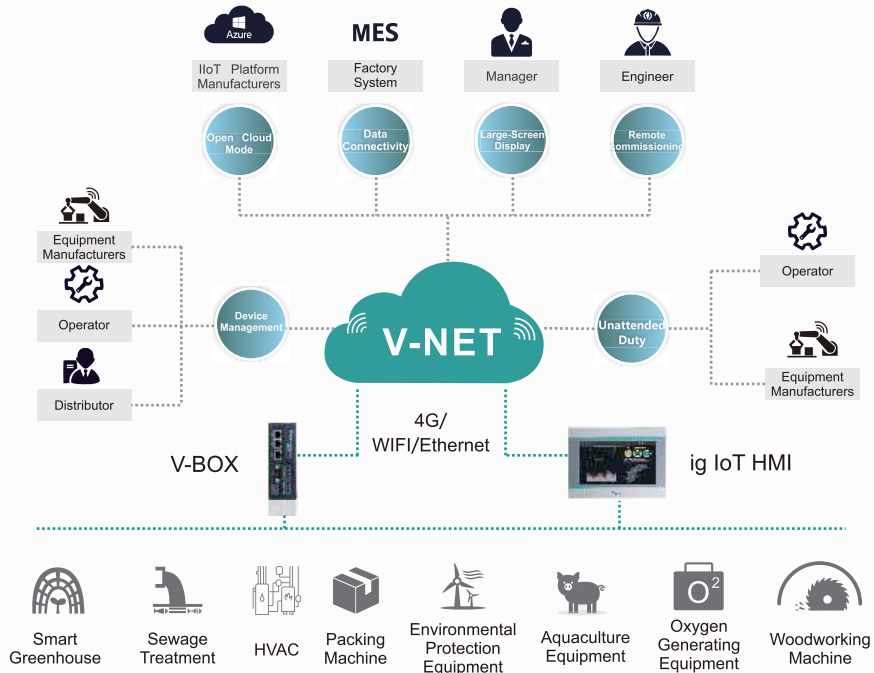 Azure
MES
IIoT Platform
Manufacturers
Factory
System
Manager
Engineer
Open Cloud
Mode
Data
Connectivity
Large-Screen
Display
Remote
commissioning
Equipment
Manufacturers
Operator
Distributor
Device
Management
V-NET
Unattended
Duty
Operator
Equipment
Manufacturers
V-BOX
4G/
WIFI/Ethernet
ig IoT HMI
Smart
Greenhouse
Sewage
Treatment
HVAC
Packing
Machine
Environmental
Protection
Equipment
Aquaculture
Equipment
O2
Oxygen
Generating
Equipment
Woodworking
Machine